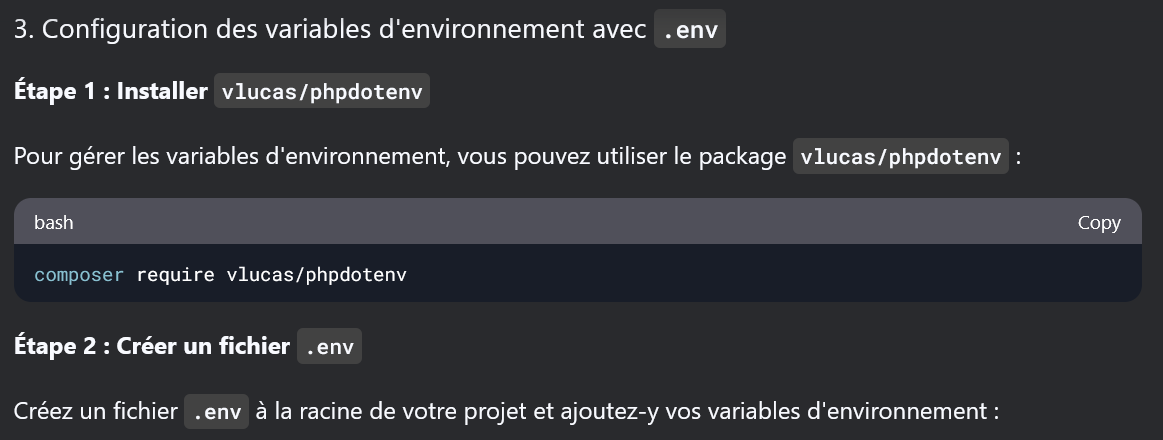 3. Configuration des variables d'environnement avec .env
Étape 1 : Installer vlucas/phpdotenv
Pour gérer les variables d'environnement, vous pouvez utiliser le package vlucas/phpdotenv :
bash Copy
composer require vlucas/phpdotenv
Étape 2 : Créer un fichier .env
Créez un fichier .env à la racine de votre projet et ajoutez-y vos variables d'environnement :